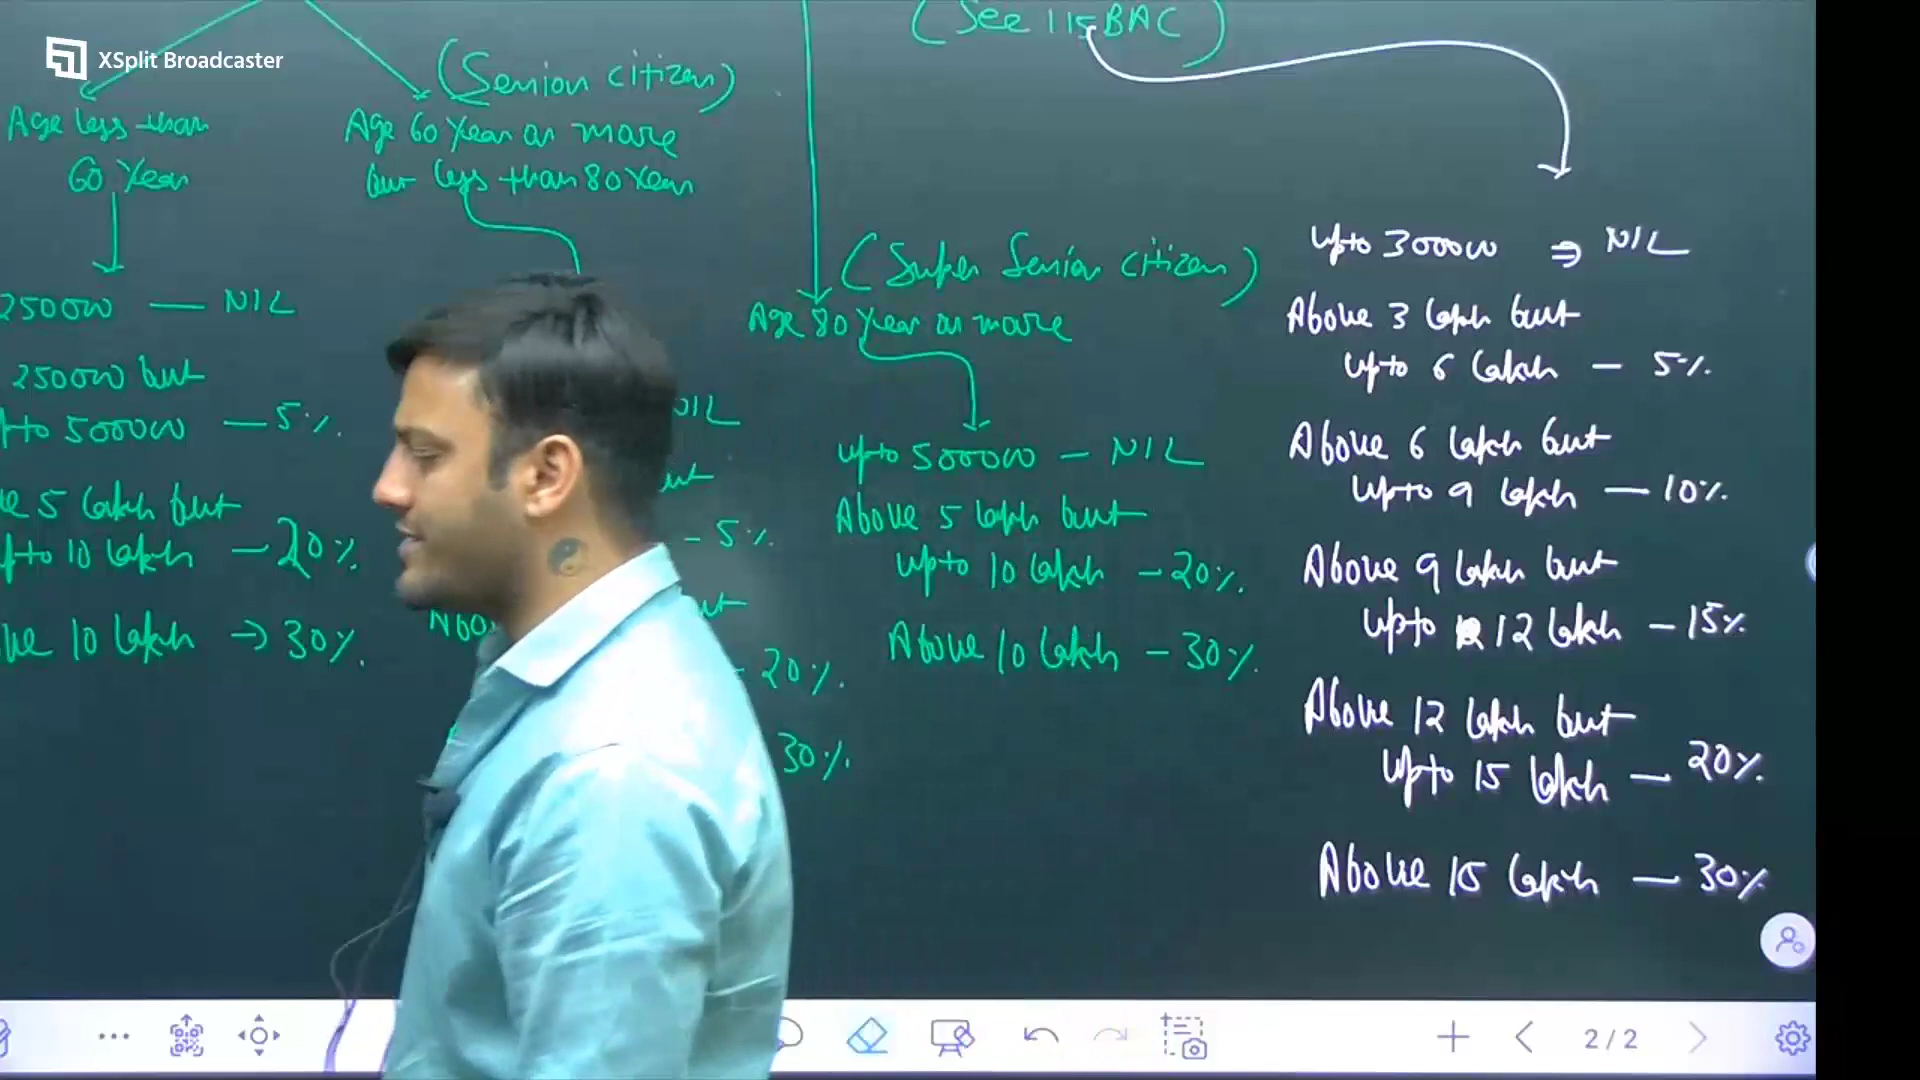 XSplit Broadcaster
(See 115BAC)
(Senior citizen)
Age less than
60 Year
Age 60 Year or more
but less than 80 Year
250000 — NIL
250000 but
upto 500000 — 5%.
5 Lakh but
upto 10 Lakh — 20%.
10 Lakh → 30%.
NIL
— 5%.
— 20%.
30%.
(Super Senior citizen)
Age 80 Year or more
upto 500000 — NIL
Above 5 Lakh but
upto 10 Lakh — 20%.
Above 10 Lakh — 30%.
upto 300000 ⇒ NIL
Above 3 Lakh but
upto 6 Lakh — 5%.
Above 6 Lakh but
upto 9 Lakh — 10%.
Above 9 Lakh but
upto 12 Lakh — 15%.
Above 12 Lakh but
upto 15 Lakh — 20%.
Above 15 Lakh — 30%
2/2